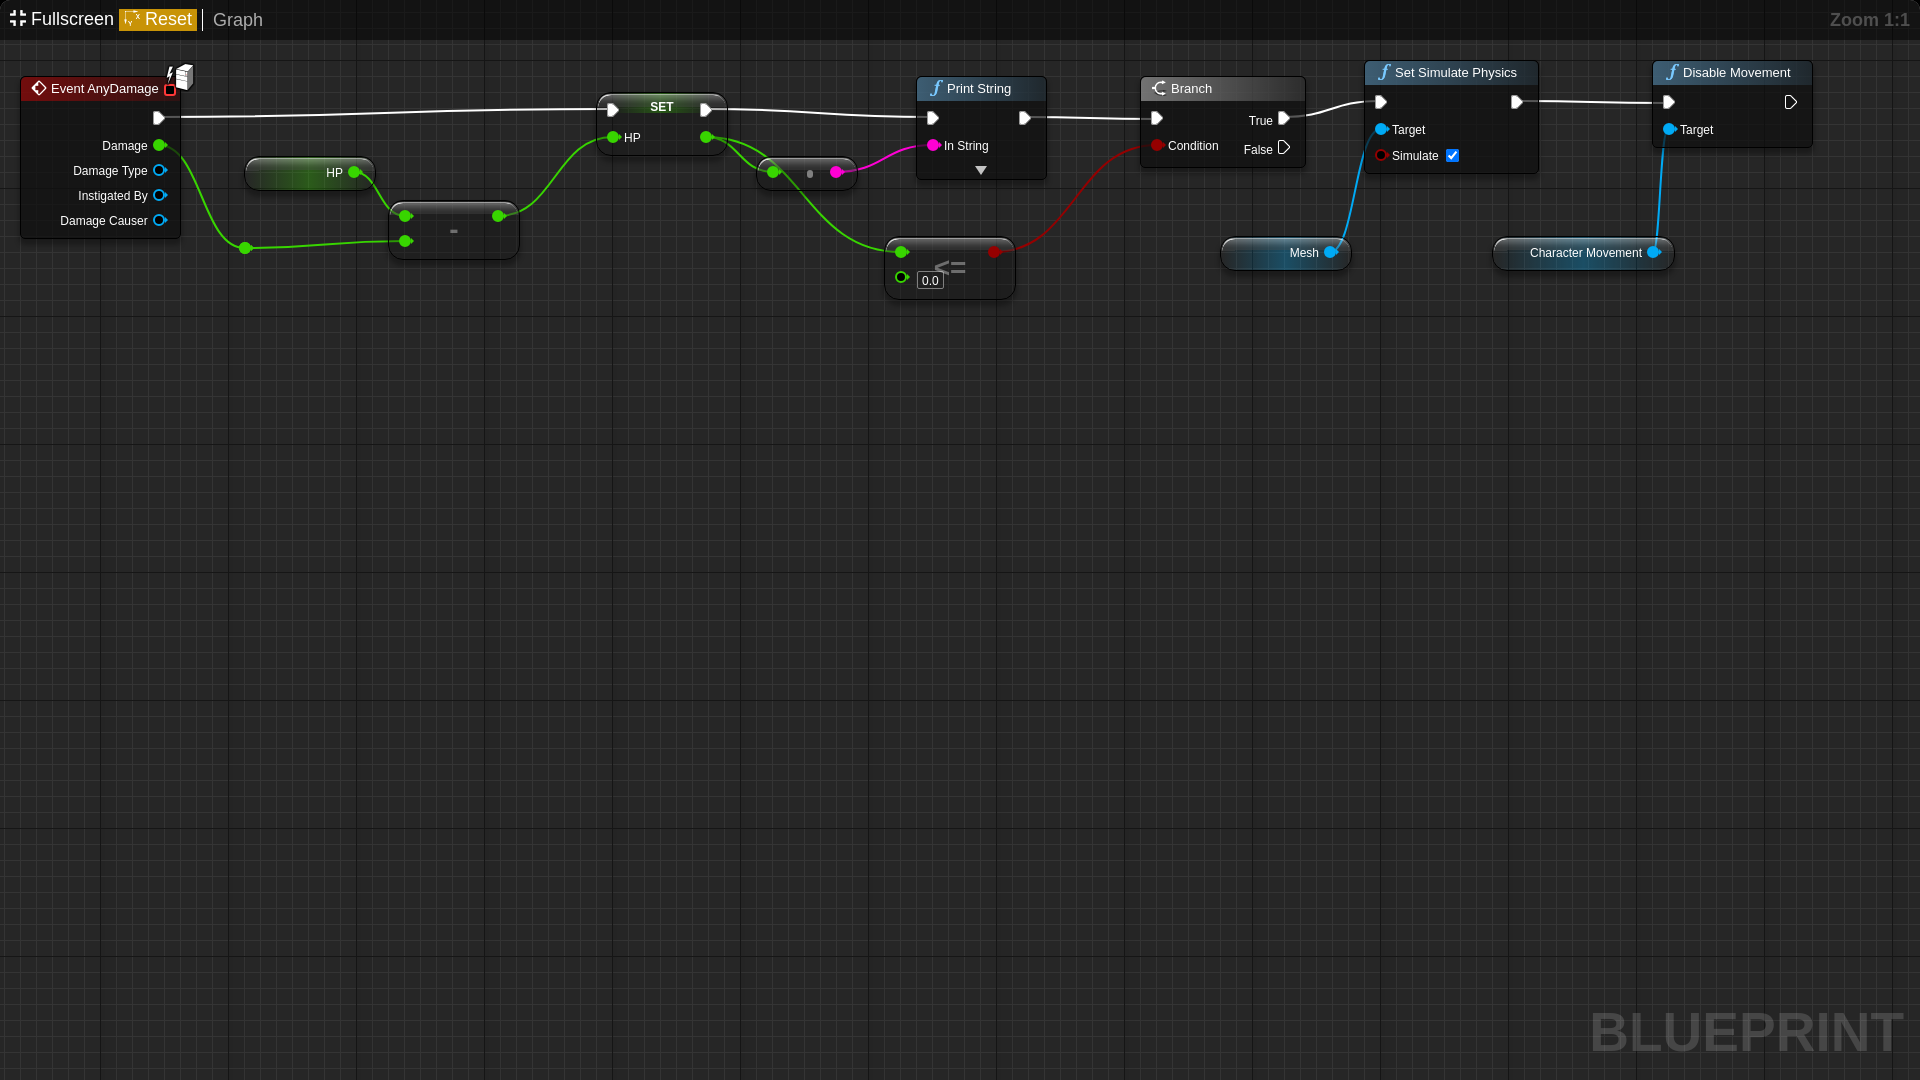 Fullscreen Reset Graph Zoom 1:1
Event AnyDamage
Damage
Damage Type
Instigated By
Damage Causer
HP
-
SET
HP
Print String
In String
<=
0.0
Branch
True
Condition
False
Set Simulate Physics
Target
Simulate
Mesh
Disable Movement
Target
Character Movement
BLUEPRINT